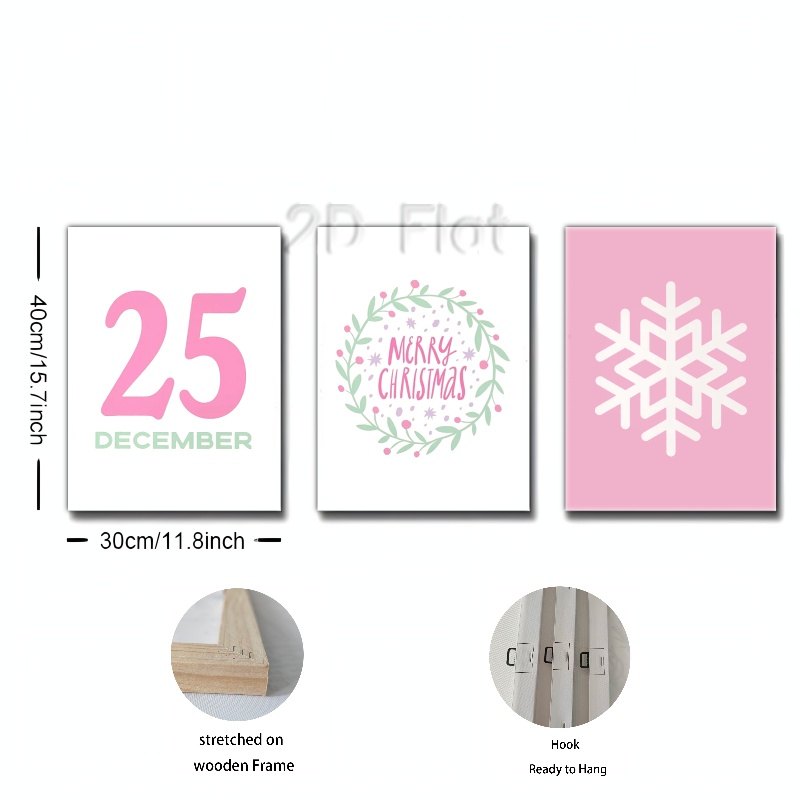 2D Flat
25
DECEMBER
MERRY
CHRISTMAS
40cm/15.7inch
30cm/11.8inch
stretched on
wooden Frame
Hook
Ready to Hang